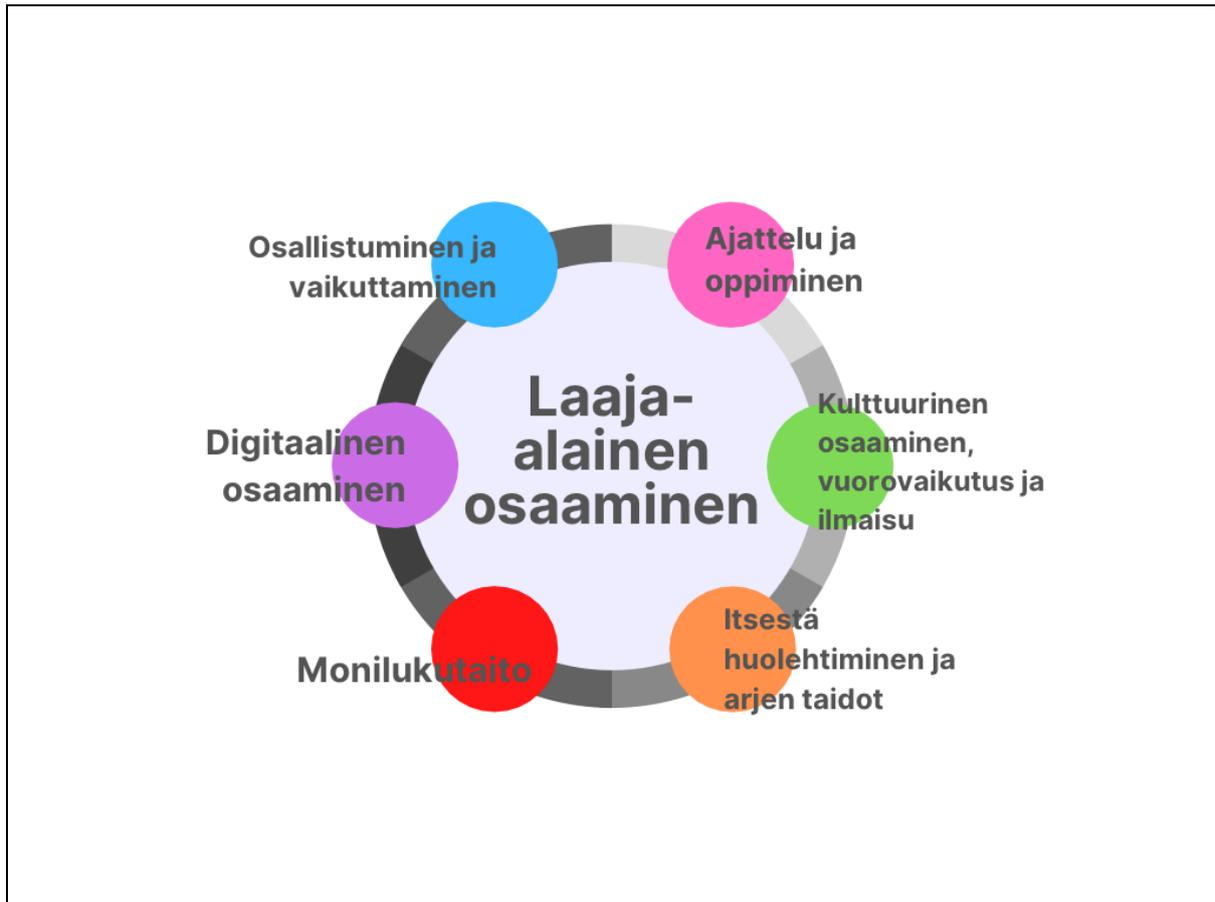 Osallistuminen ja
vaikuttaminen
Ajattelu ja
oppiminen
Laaja-
alainen
osaaminen
Kulttuurinen
osaaminen,
vuorovaikutus ja
ilmaisu
Digitaalinen
osaaminen
Itsestä
huolehtiminen ja
arjen taidot
Monilukutaito